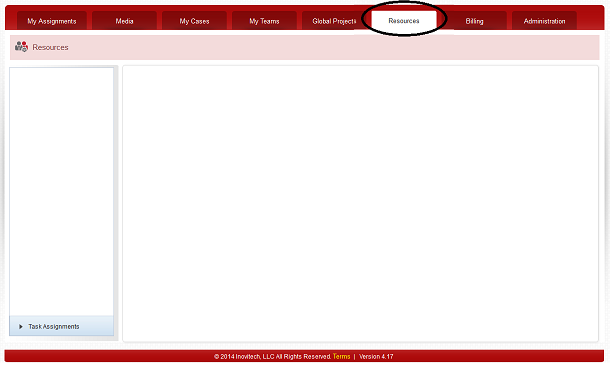 My Assignments Media My Cases My Teams Global Projecti Resources Billing Administration
Resources
Task Assignments
© 2014 Inovitech, LLC All Rights Reserved. Terms | Version 4.17